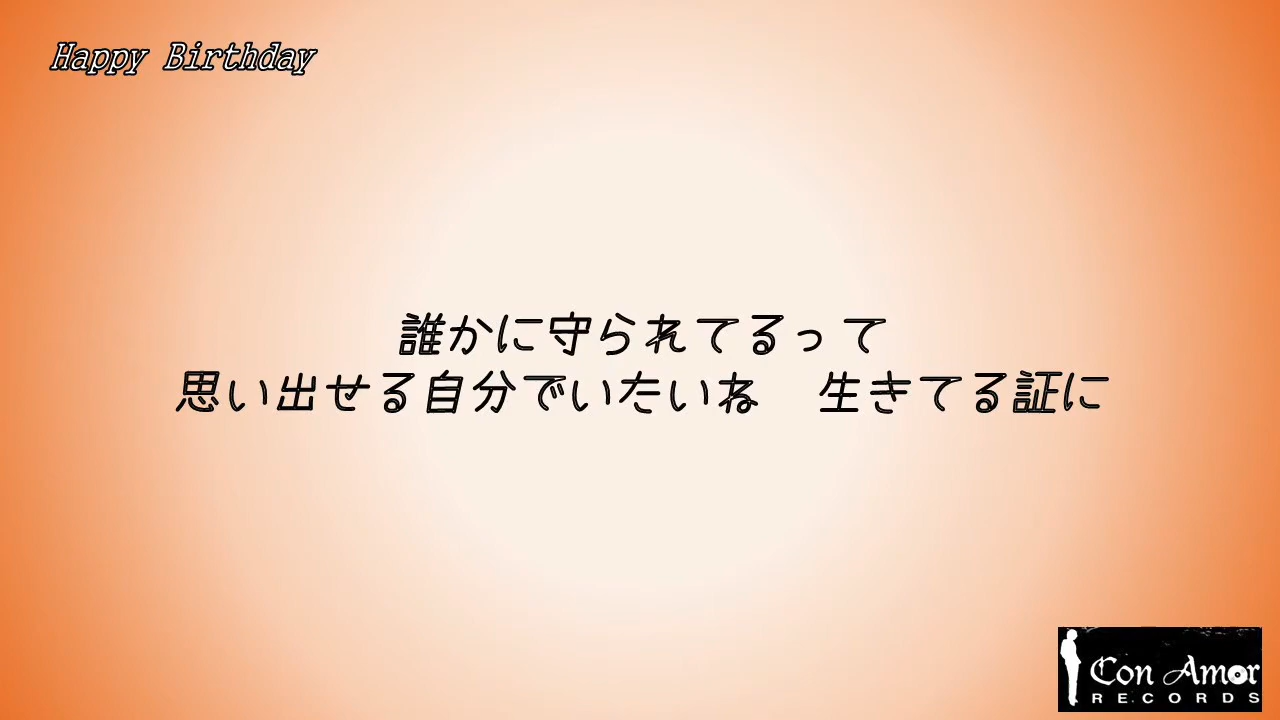 Happy Birthday
誰かに守られてるって
思い出せる自分でいたいね　生きてる証に
Con Amor
RECORDS